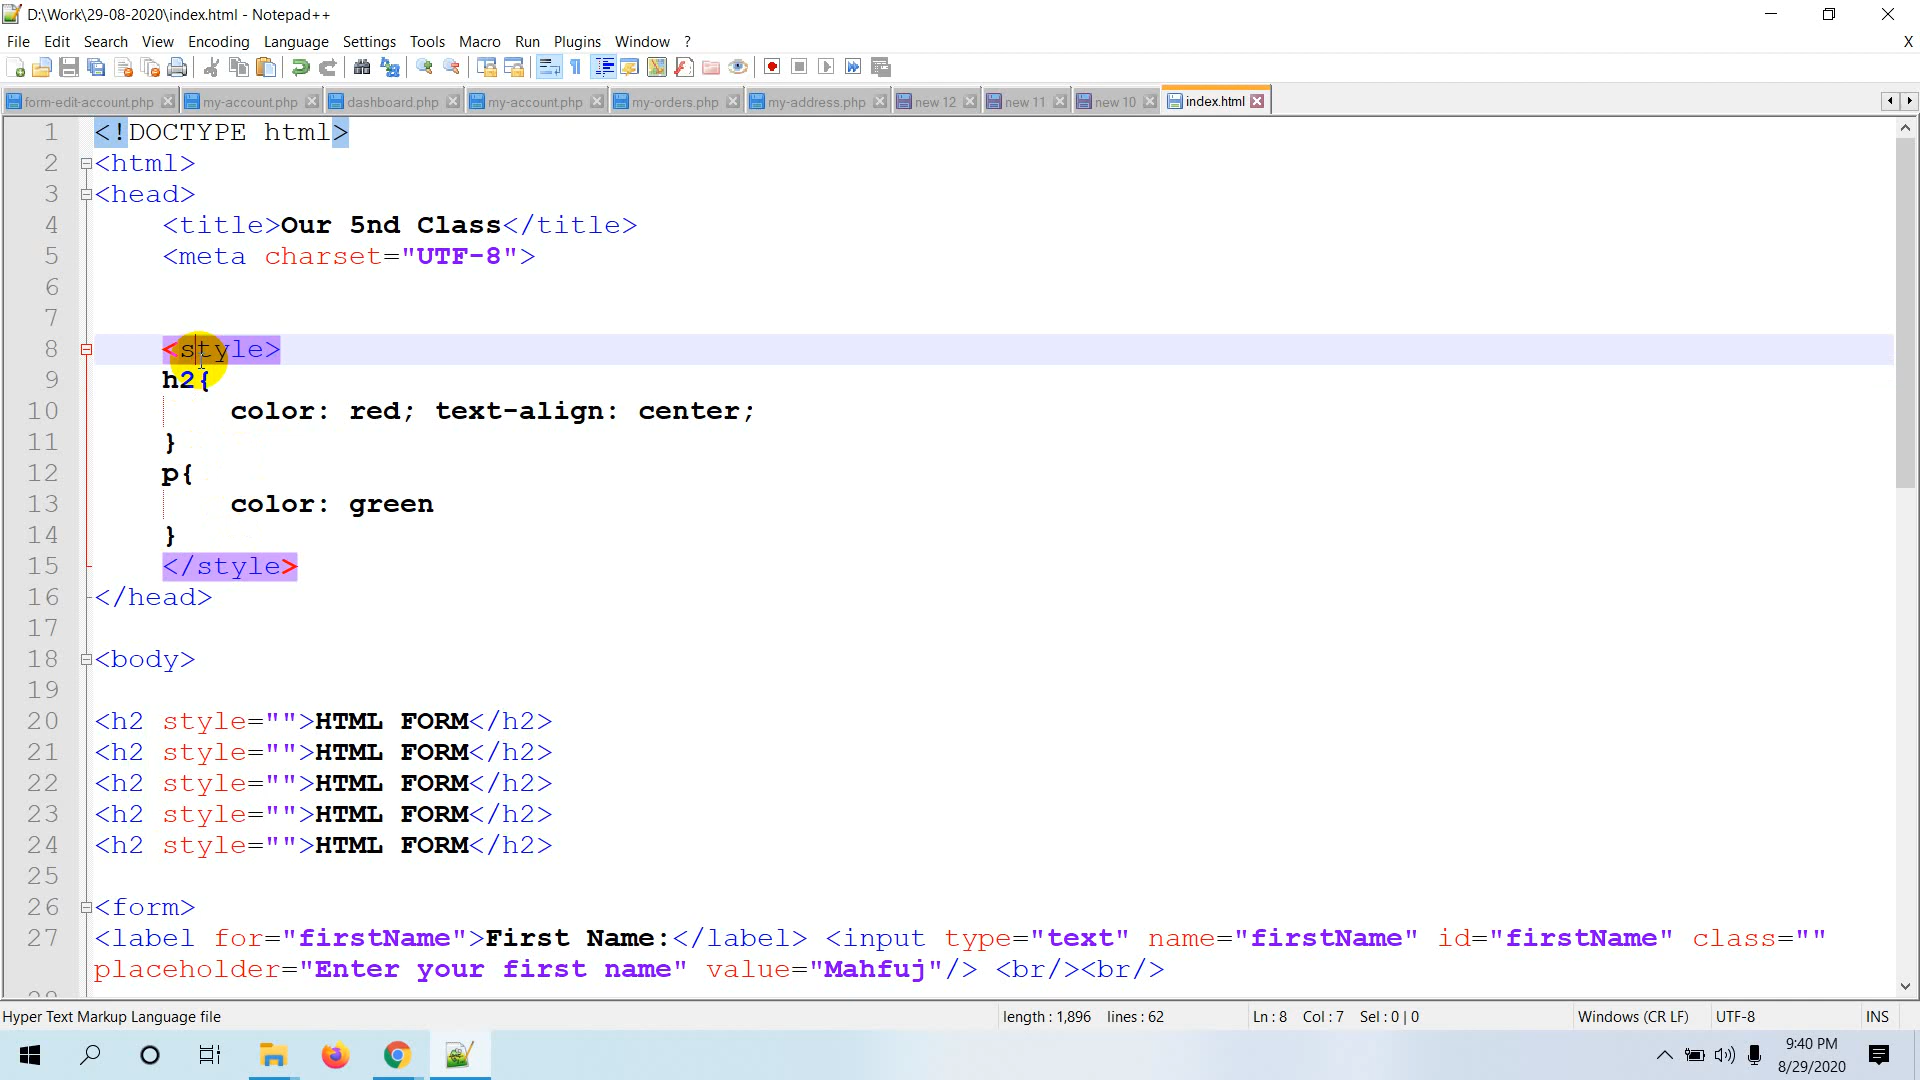 D:\Work\29-08-2020\index.html - Notepad++
File Edit Search View Encoding Language Settings Tools Macro Run Plugins Window ? X
form-edit-account.php my-account.php dashboard.php my-account.php my-orders.php my-address.php new 12 new 11 new 10 index.html
1 <!DOCTYPE html>
2 <html>
3 <head>
4 <title>Our 5nd Class</title>
5 <meta charset="UTF-8">
6
7
8 <style>
9 h2{
10 color: red; text-align: center;
11 }
12 p{
13 color: green
14 }
15 </style>
16 </head>
17
18 <body>
19
20 <h2 style="">HTML FORM</h2>
21 <h2 style="">HTML FORM</h2>
22 <h2 style="">HTML FORM</h2>
23 <h2 style="">HTML FORM</h2>
24 <h2 style="">HTML FORM</h2>
25
26 <form>
27 <label for="firstName">First Name:</label> <input type="text" name="firstName" id="firstName" class=""
placeholder="Enter your first name" value="Mahfuj"/> <br/><br/>
Hyper Text Markup Language file length : 1,896 lines : 62 Ln : 8 Col : 7 Sel : 0 | 0 Windows (CR LF) UTF-8 INS
9:40 PM
8/29/2020